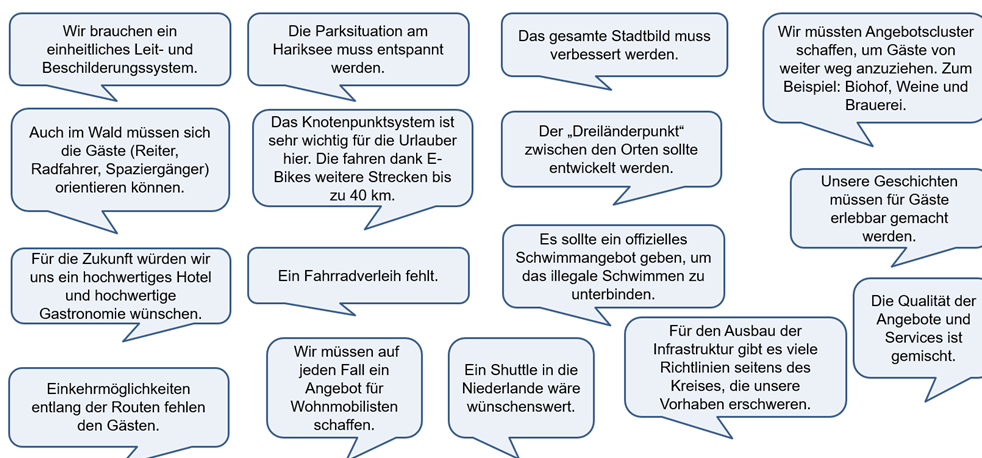 Wir brauchen ein
einheitliches Leit- und
Beschilderungssystem.
Die Parksituation am
Hariksee muss entspannt
werden.
Das gesamte Stadtbild muss
verbessert werden.
Wir müssten Angebotscluster
schaffen, um Gäste von
weiter weg anzuziehen. Zum
Beispiel: Biohof, Weine und
Brauerei.
Auch im Wald müssen sich
die Gäste (Reiter,
Radfahrer, Spaziergänger)
orientieren können.
Das Knotenpunktsystem ist
sehr wichtig für die Urlauber
hier. Die fahren dank E-
Bikes weitere Strecken bis
zu 40 km.
Der „Dreiländerpunkt“
zwischen den Orten sollte
entwickelt werden.
Unsere Geschichten
müssen für Gäste
erlebbar gemacht
werden.
Für die Zukunft würden wir
uns ein hochwertiges Hotel
und hochwertige
Gastronomie wünschen.
Ein Fahrradverleih fehlt.
Es sollte ein offizielles
Schwimmangebot geben, um
das illegale Schwimmen zu
unterbinden.
Die Qualität der
Angebote und
Services ist
gemischt.
Einkehrmöglichkeiten
entlang der Routen fehlen
den Gästen.
Wir müssen auf
jeden Fall ein
Angebot für
Wohnmobilisten
schaffen.
Ein Shuttle in die
Niederlande wäre
wünschenswert.
Für den Ausbau der
Infrastruktur gibt es viele
Richtlinien seitens des
Kreises, die unsere
Vorhaben erschweren.